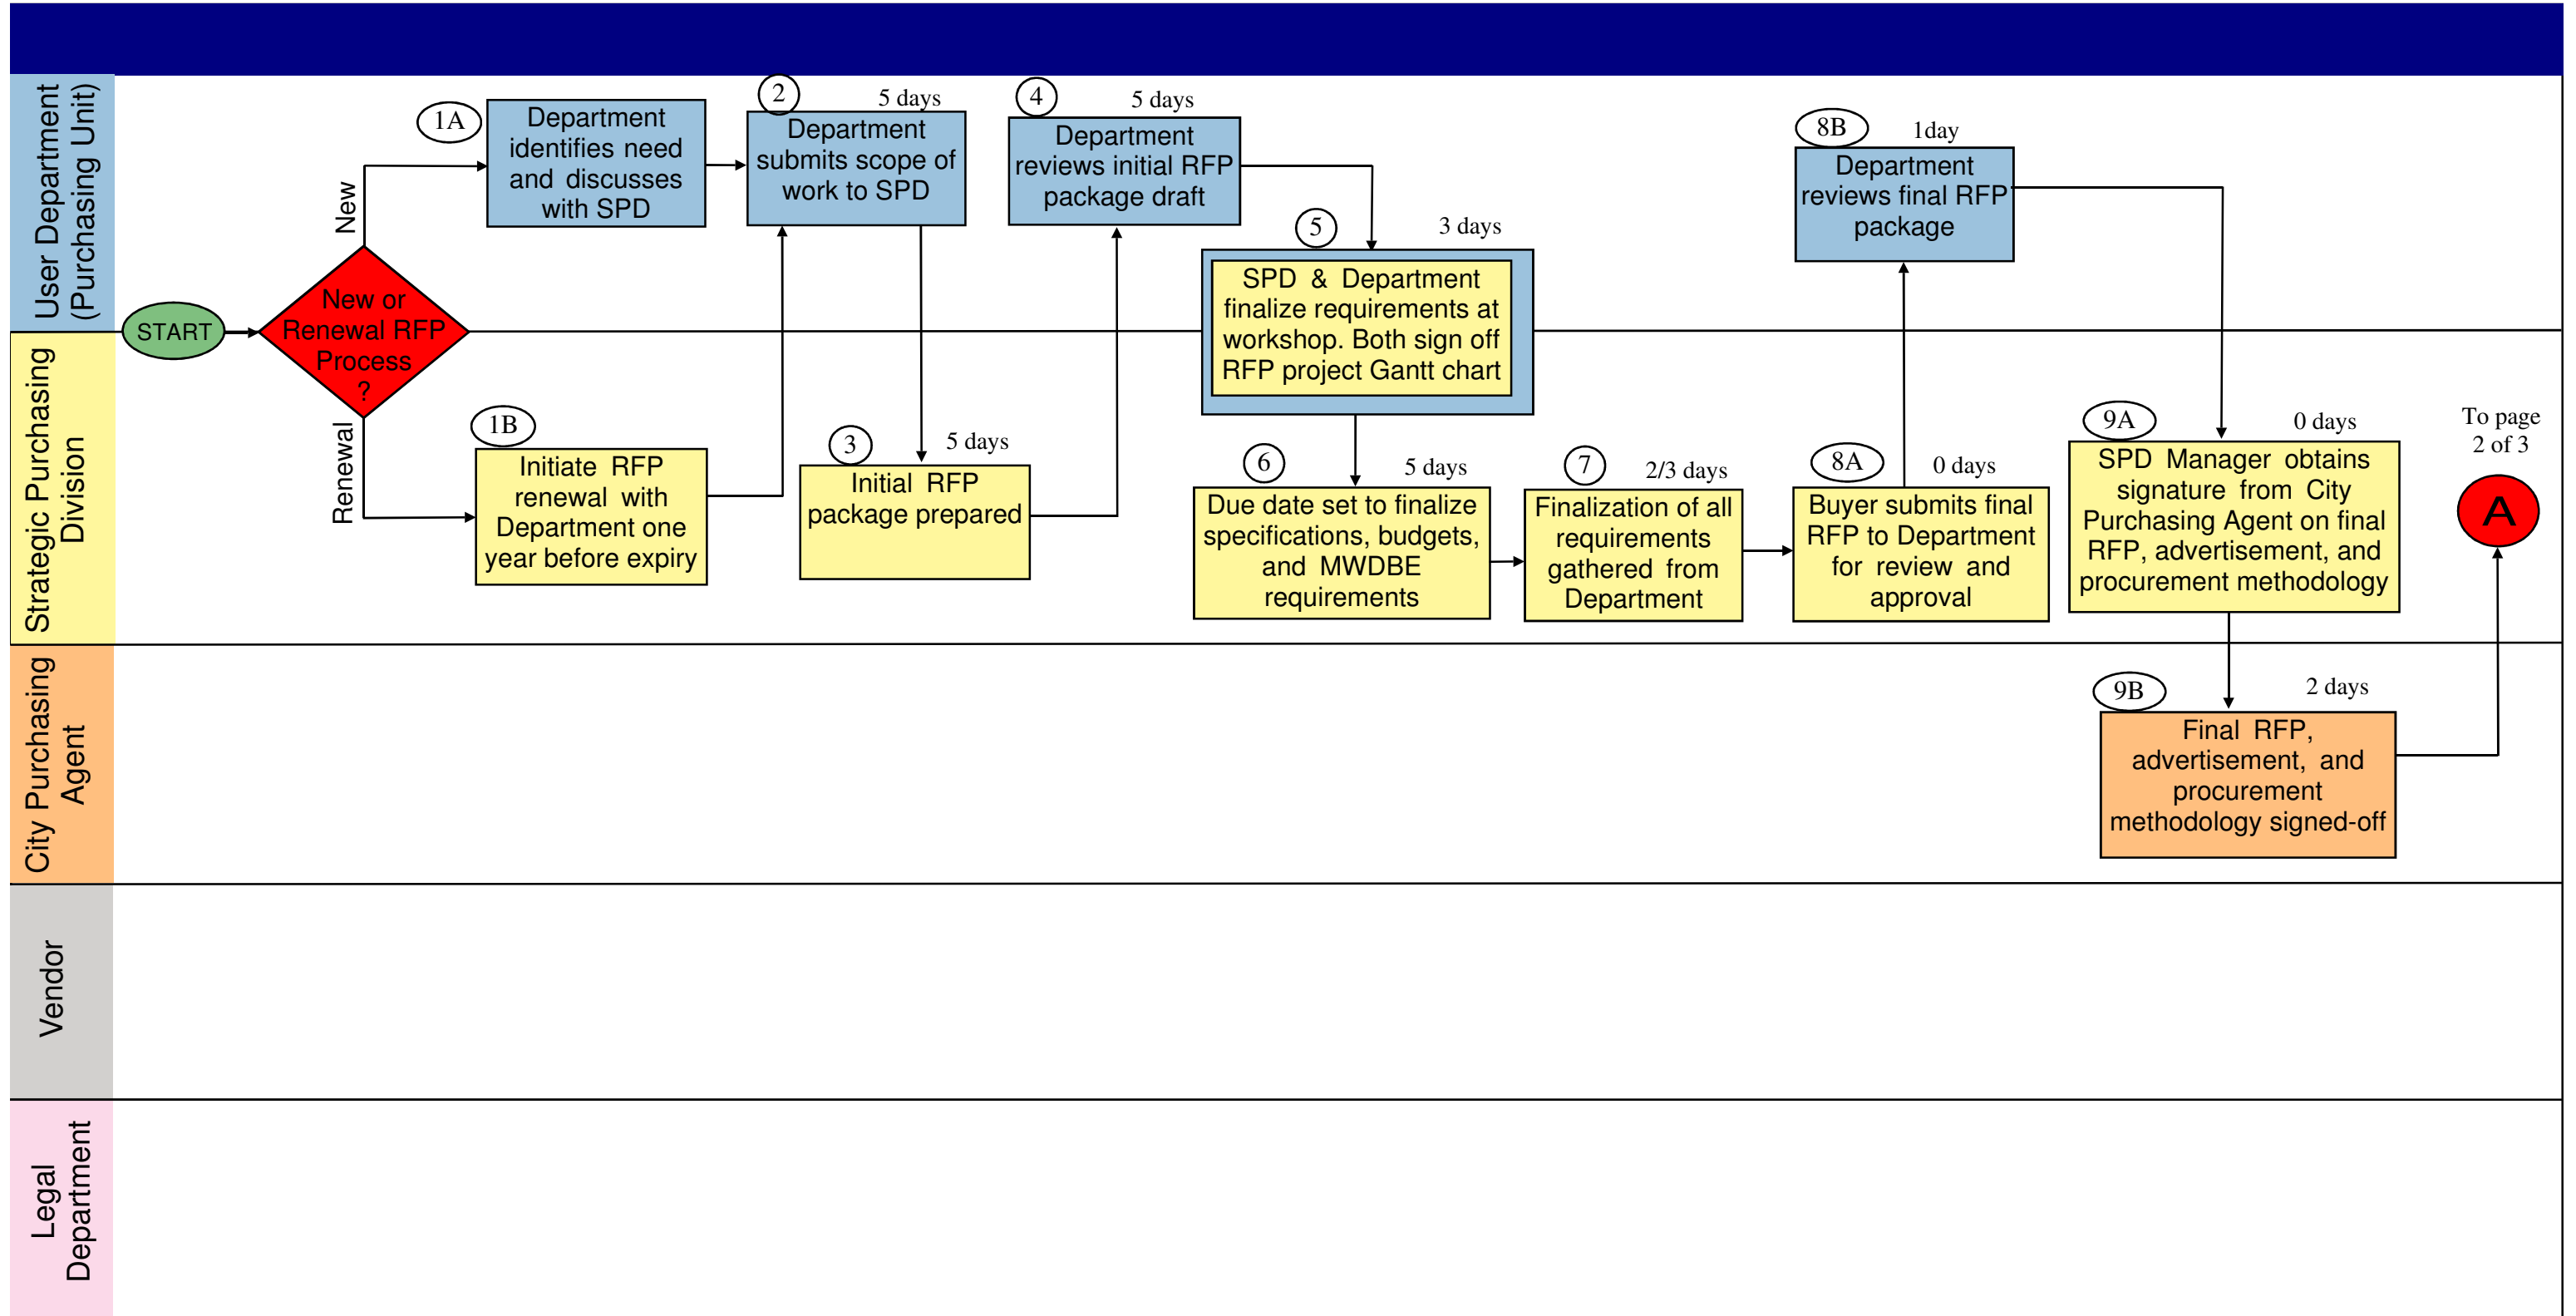 User Department
(Purchasing Unit)
Strategic Purchasing
Division
City Purchasing
Agent
Vendor
Legal
Department
START
New or
Renewal RFP
Process
?
New
Renewal
1A
Department
identifies need
and discusses
with SPD
1B
Initiate RFP
renewal with
Department one
year before expiry
2
5 days
Department
submits scope of
work to SPD
3
5 days
Initial RFP
package prepared
4
5 days
Department
reviews initial RFP
package draft
5
3 days
SPD & Department
finalize requirements at
workshop. Both sign off
RFP project Gantt chart
6
5 days
Due date set to finalize
specifications, budgets,
and MWDBE
requirements
7
2/3 days
Finalization of all
requirements
gathered from
Department
8A
0 days
Buyer submits final
RFP to Department
for review and
approval
8B
1day
Department
reviews final RFP
package
9A
0 days
SPD Manager obtains
signature from City
Purchasing Agent on final
RFP, advertisement, and
procurement methodology
9B
2 days
Final RFP,
advertisement, and
procurement
methodology signed-off
To page
2 of 3
A